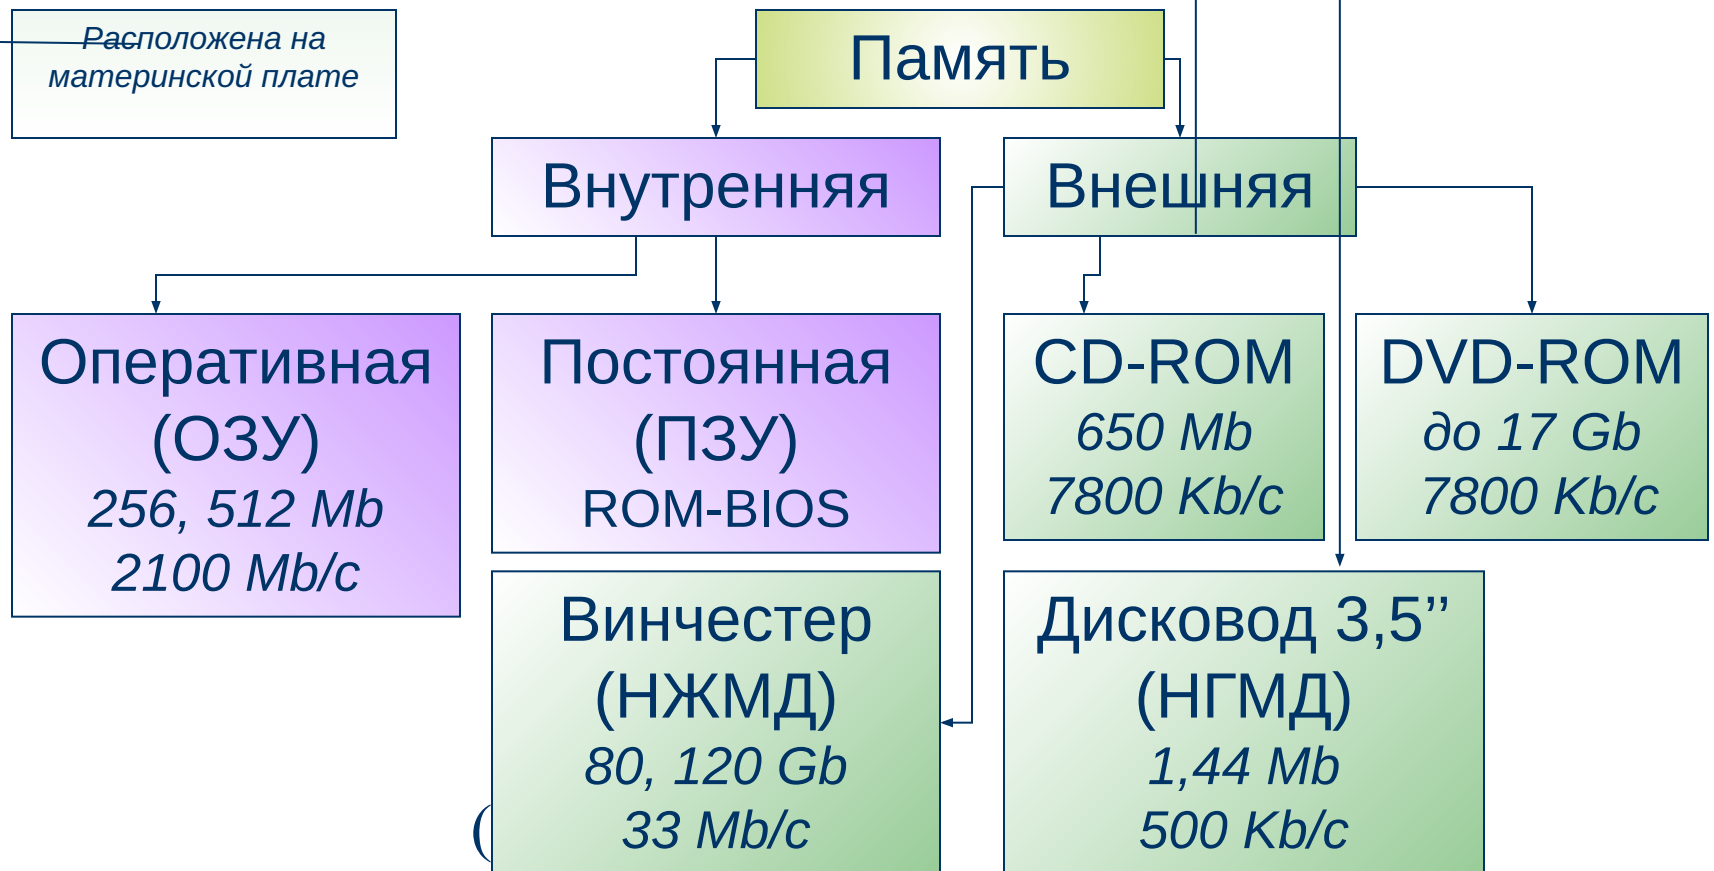 Расположена на
материнской плате
Память
Внутренняя
Внешняя
Оперативная
(ОЗУ)
256, 512 Mb
2100 Mb/c
Постоянная
(ПЗУ)
ROM-BIOS
CD-ROM
650 Mb
7800 Kb/c
DVD-ROM
до 17 Gb
7800 Kb/c
Винчестер
(НЖМД)
80, 120 Gb
33 Mb/c
Дисковод 3,5’’
(НГМД)
1,44 Mb
500 Kb/c
(